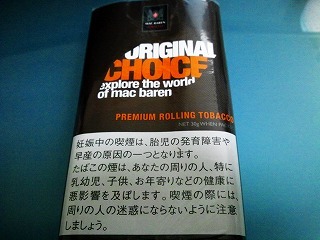 MAC BAREN
ORIGINAL
CHOICE
explore the world
of mac baren
PREMIUM ROLLING TOBACCO
NET 30g WHEN
妊娠中の喫煙は、胎児の発育障害や
早産の原因の一つとなります。
たばこの煙は、あなたの周りの人、特に
乳幼児、子供、お年寄りなどの健康に
悪影響を及ぼします。喫煙の際には、
周りの人の迷惑にならないように注意
しましょう。